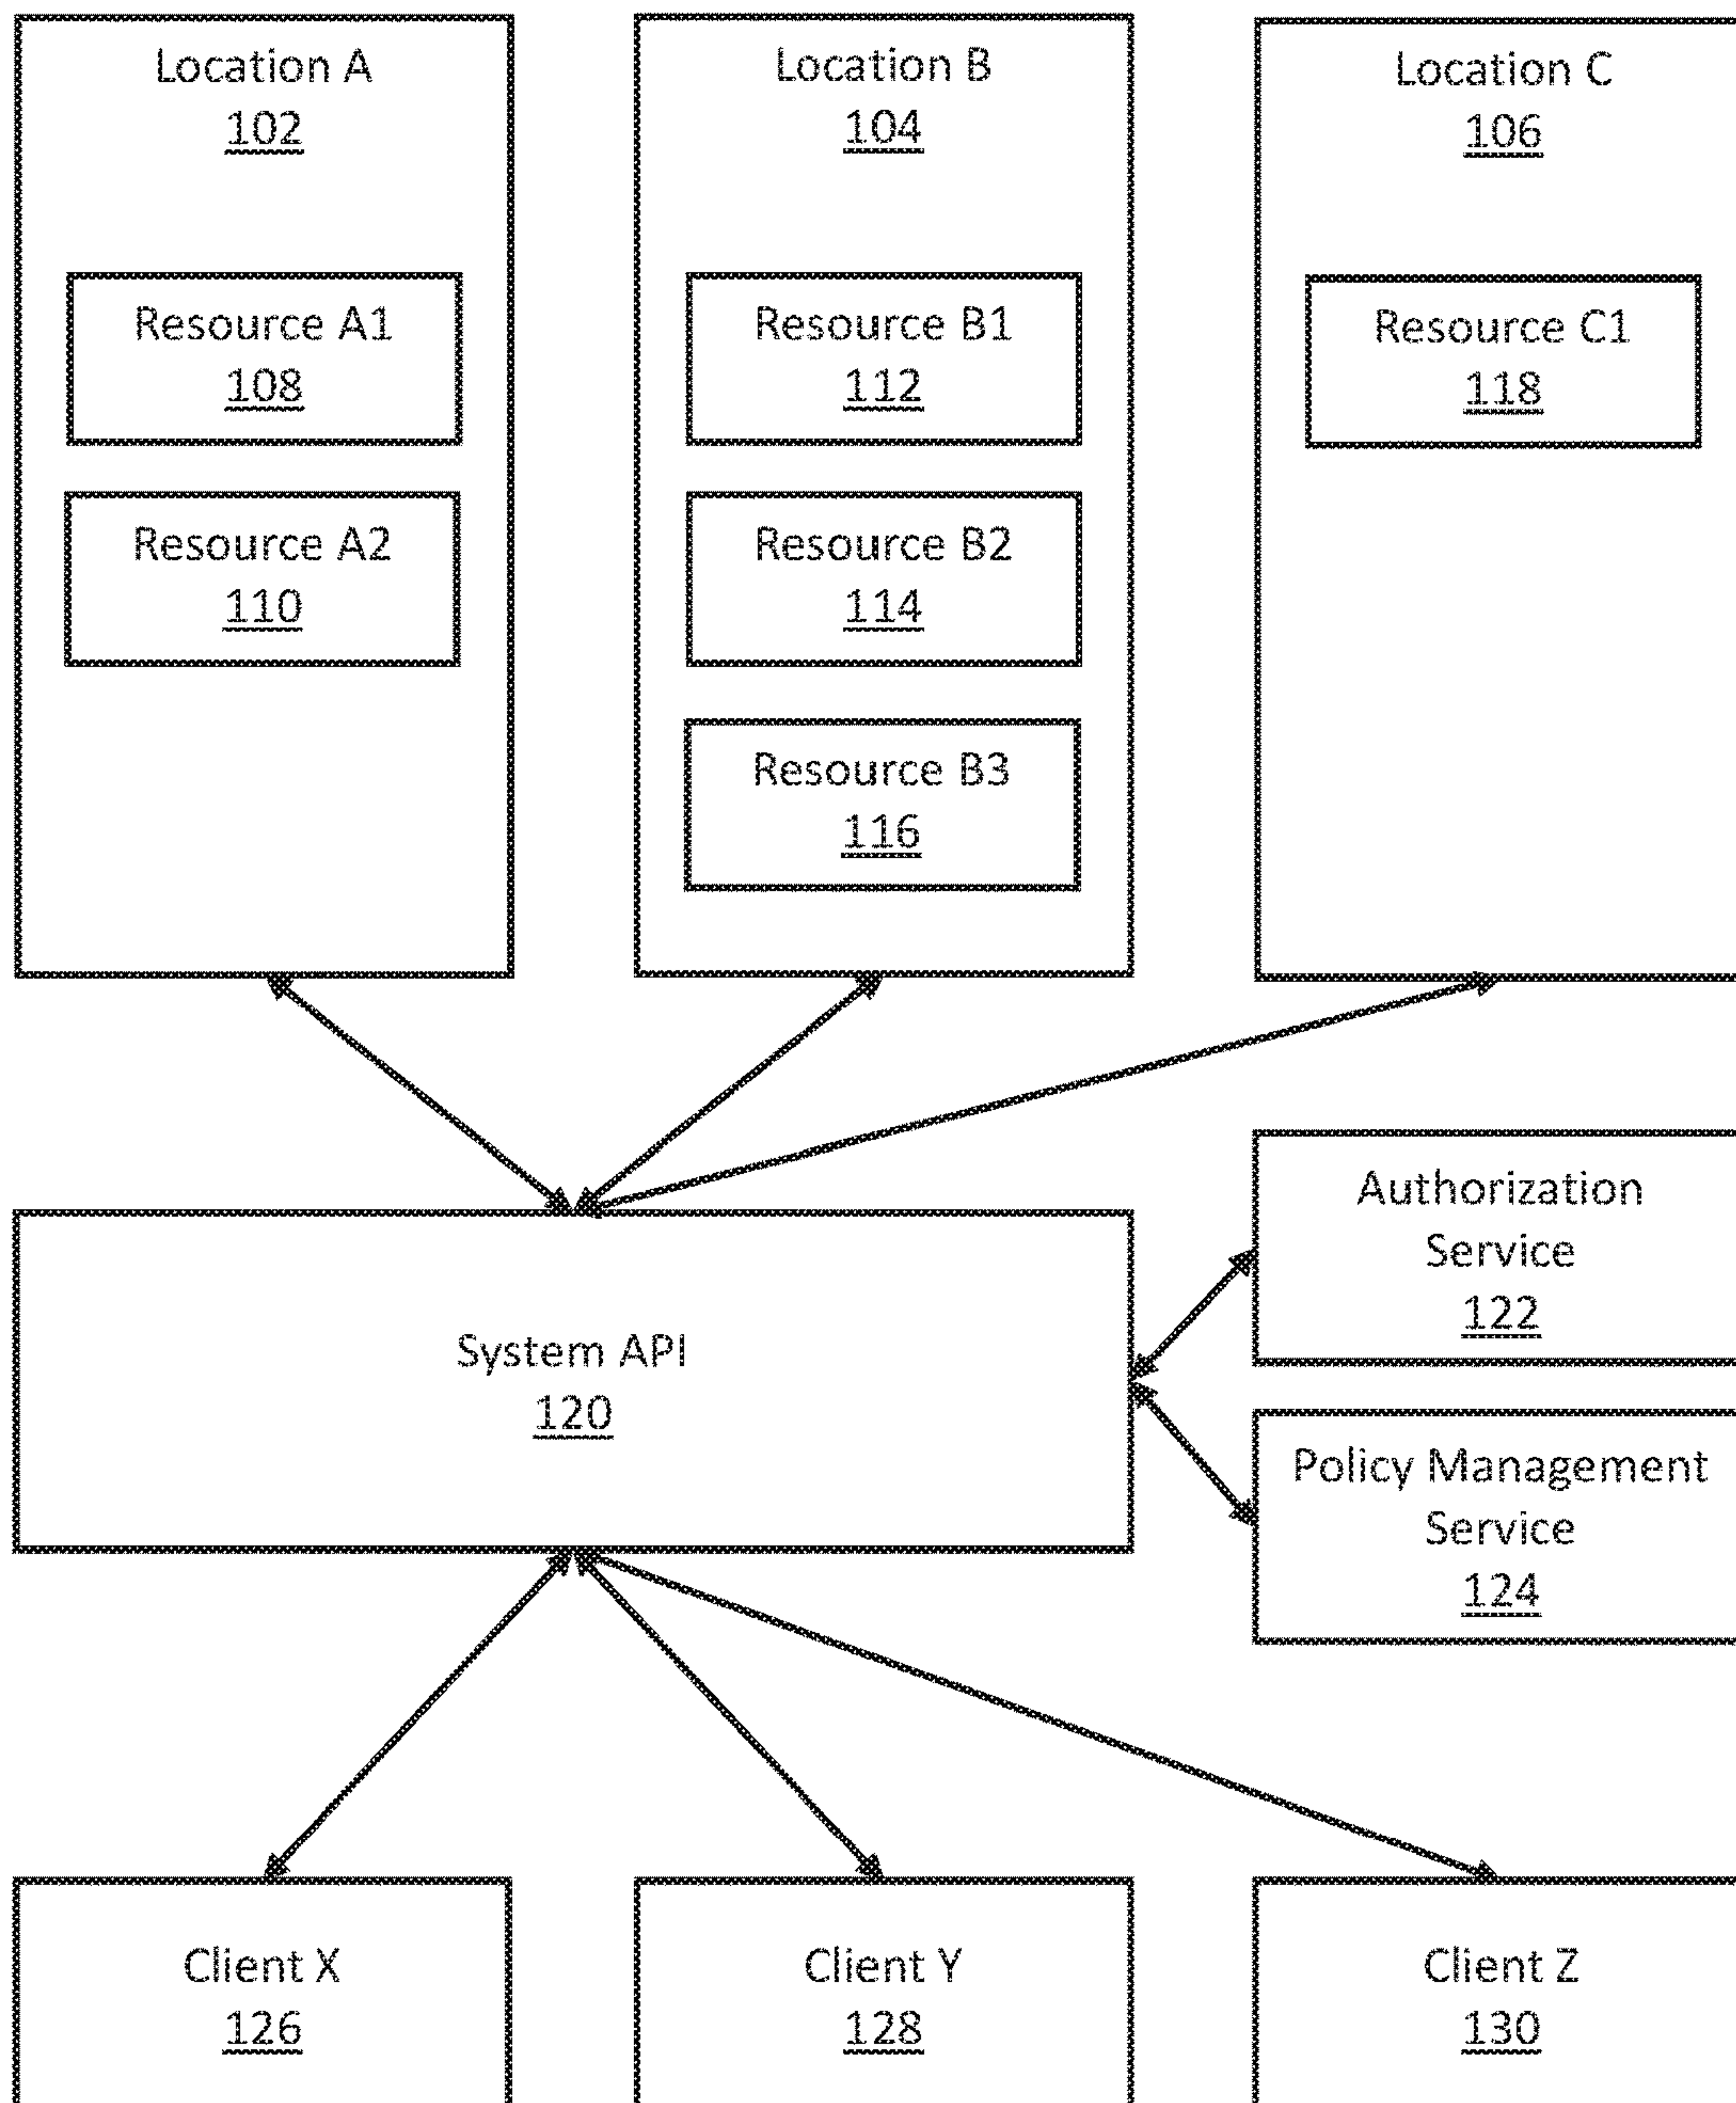 Location A
102
Location B
104
Location C
106
Resource A1
108
Resource B1
112
Resource C1
118
Resource A2
110
Resource B2
114
Resource B3
116
Authorization
Service
122
System API
120
Policy Management
Service
124
Client X
126
Client Y
128
Client Z
130